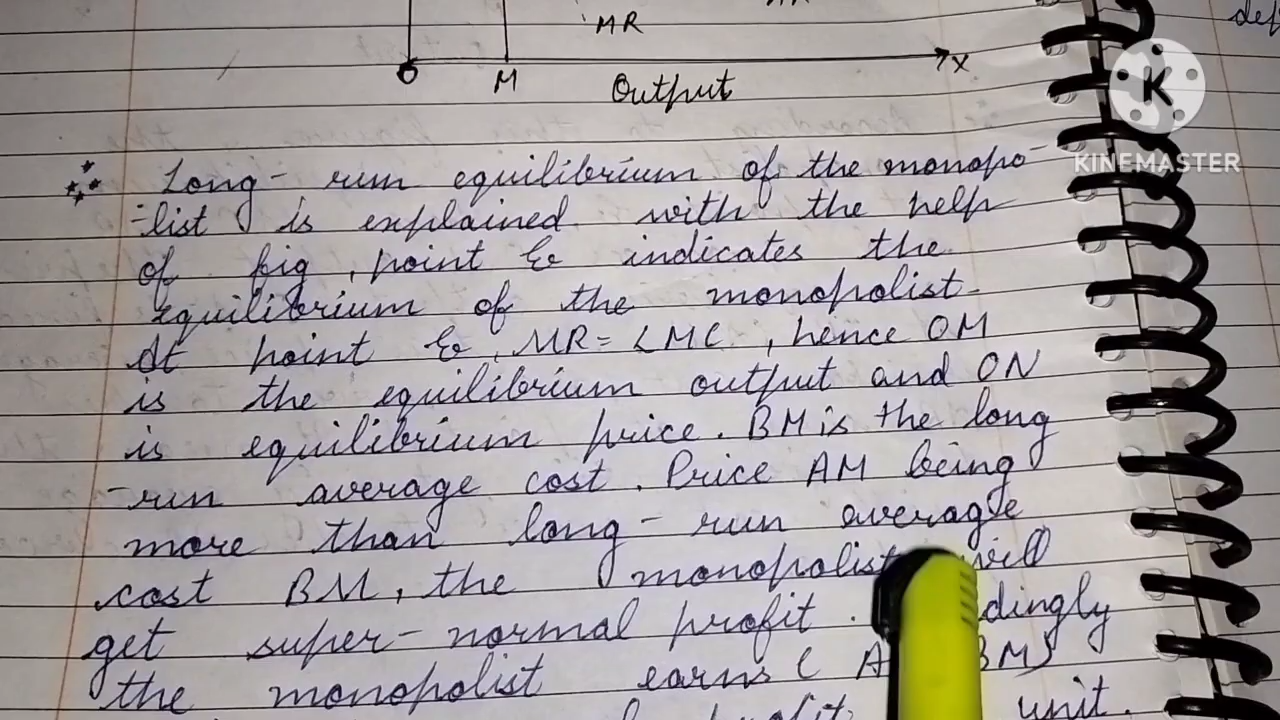 def
MR
O M Output X
K
KINEMASTER
Long- run equilibrium of the monopo-
-list is explained with the help
of fig, point E indicates the
equilibrium of the monopolist.
At point E, MR = LMC, hence OM
is the equilibrium output and ON
is equilibrium price. BM is the long
-run average cost. Price AM being
more than long- run average
cost BM, the monopolist will
get super-normal profit. dingly
the monopolist earns ( A BM)
profit unit.